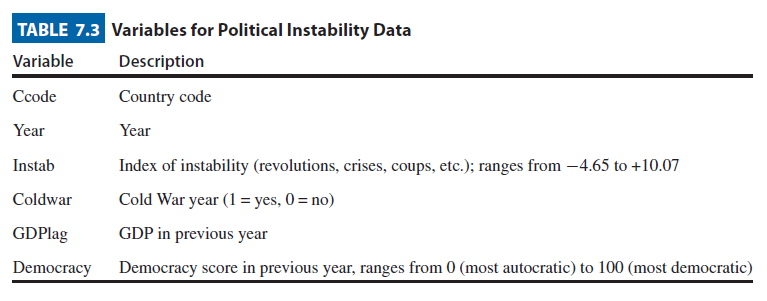 TABLE 7.3 Variables for Political Instability Data
Variable Description
Ccode Country code
Year Year
Instab Index of instability (revolutions, crises, coups, etc.); ranges from −4.65 to +10.07
Coldwar Cold War year (1 = yes, 0 = no)
GDPlag GDP in previous year
Democracy Democracy score in previous year, ranges from 0 (most autocratic) to 100 (most democratic)